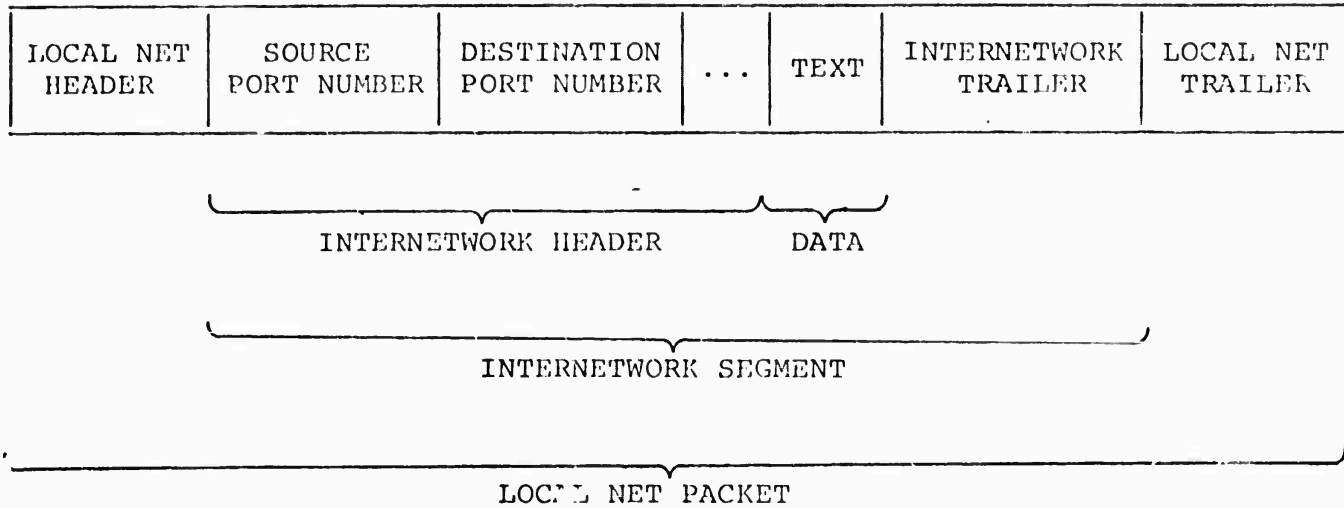 LOCAL NET HEADER
SOURCE PORT NUMBER
DESTINATION PORT NUMBER
...
TEXT
INTERNETWORK TRAILER
LOCAL NET TRAILER
INTERNETWORK HEADER
DATA
INTERNETWORK SEGMENT
LOCAL NET PACKET